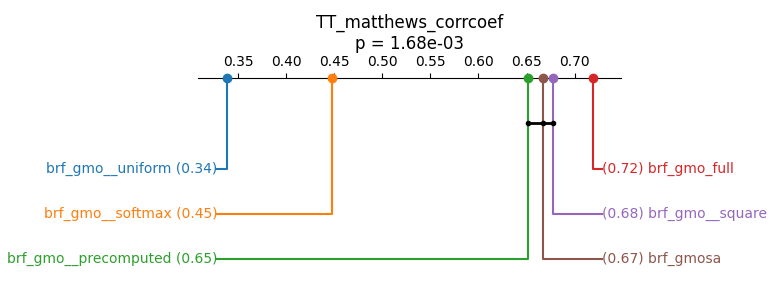 TT_matthews_corrcoef
p = 1.68e-03
0.35 0.40 0.45 0.50 0.55 0.60 0.65 0.70
brf_gmo__uniform (0.34)
(0.72) brf_gmo_full
brf_gmo__softmax (0.45)
(0.68) brf_gmo__square
brf_gmo__precomputed (0.65)
(0.67) brf_gmosa